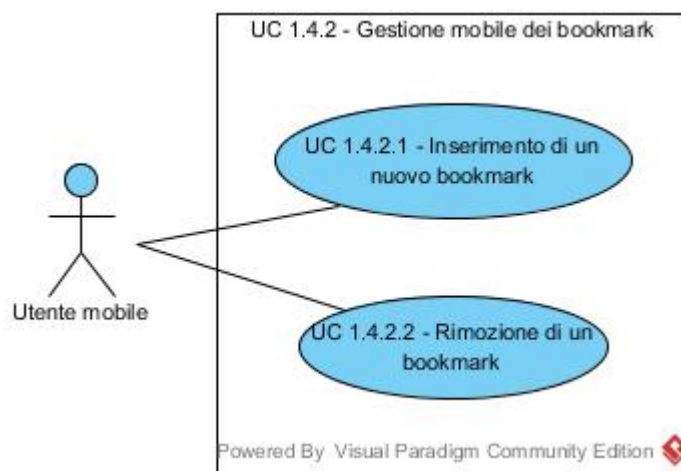 UC 1.4.2 - Gestione mobile dei bookmark
UC 1.4.2.1 - Inserimento di un
nuovo bookmark
Utente mobile
UC 1.4.2.2 - Rimozione di un
bookmark
Powered By Visual Paradigm Community Edition